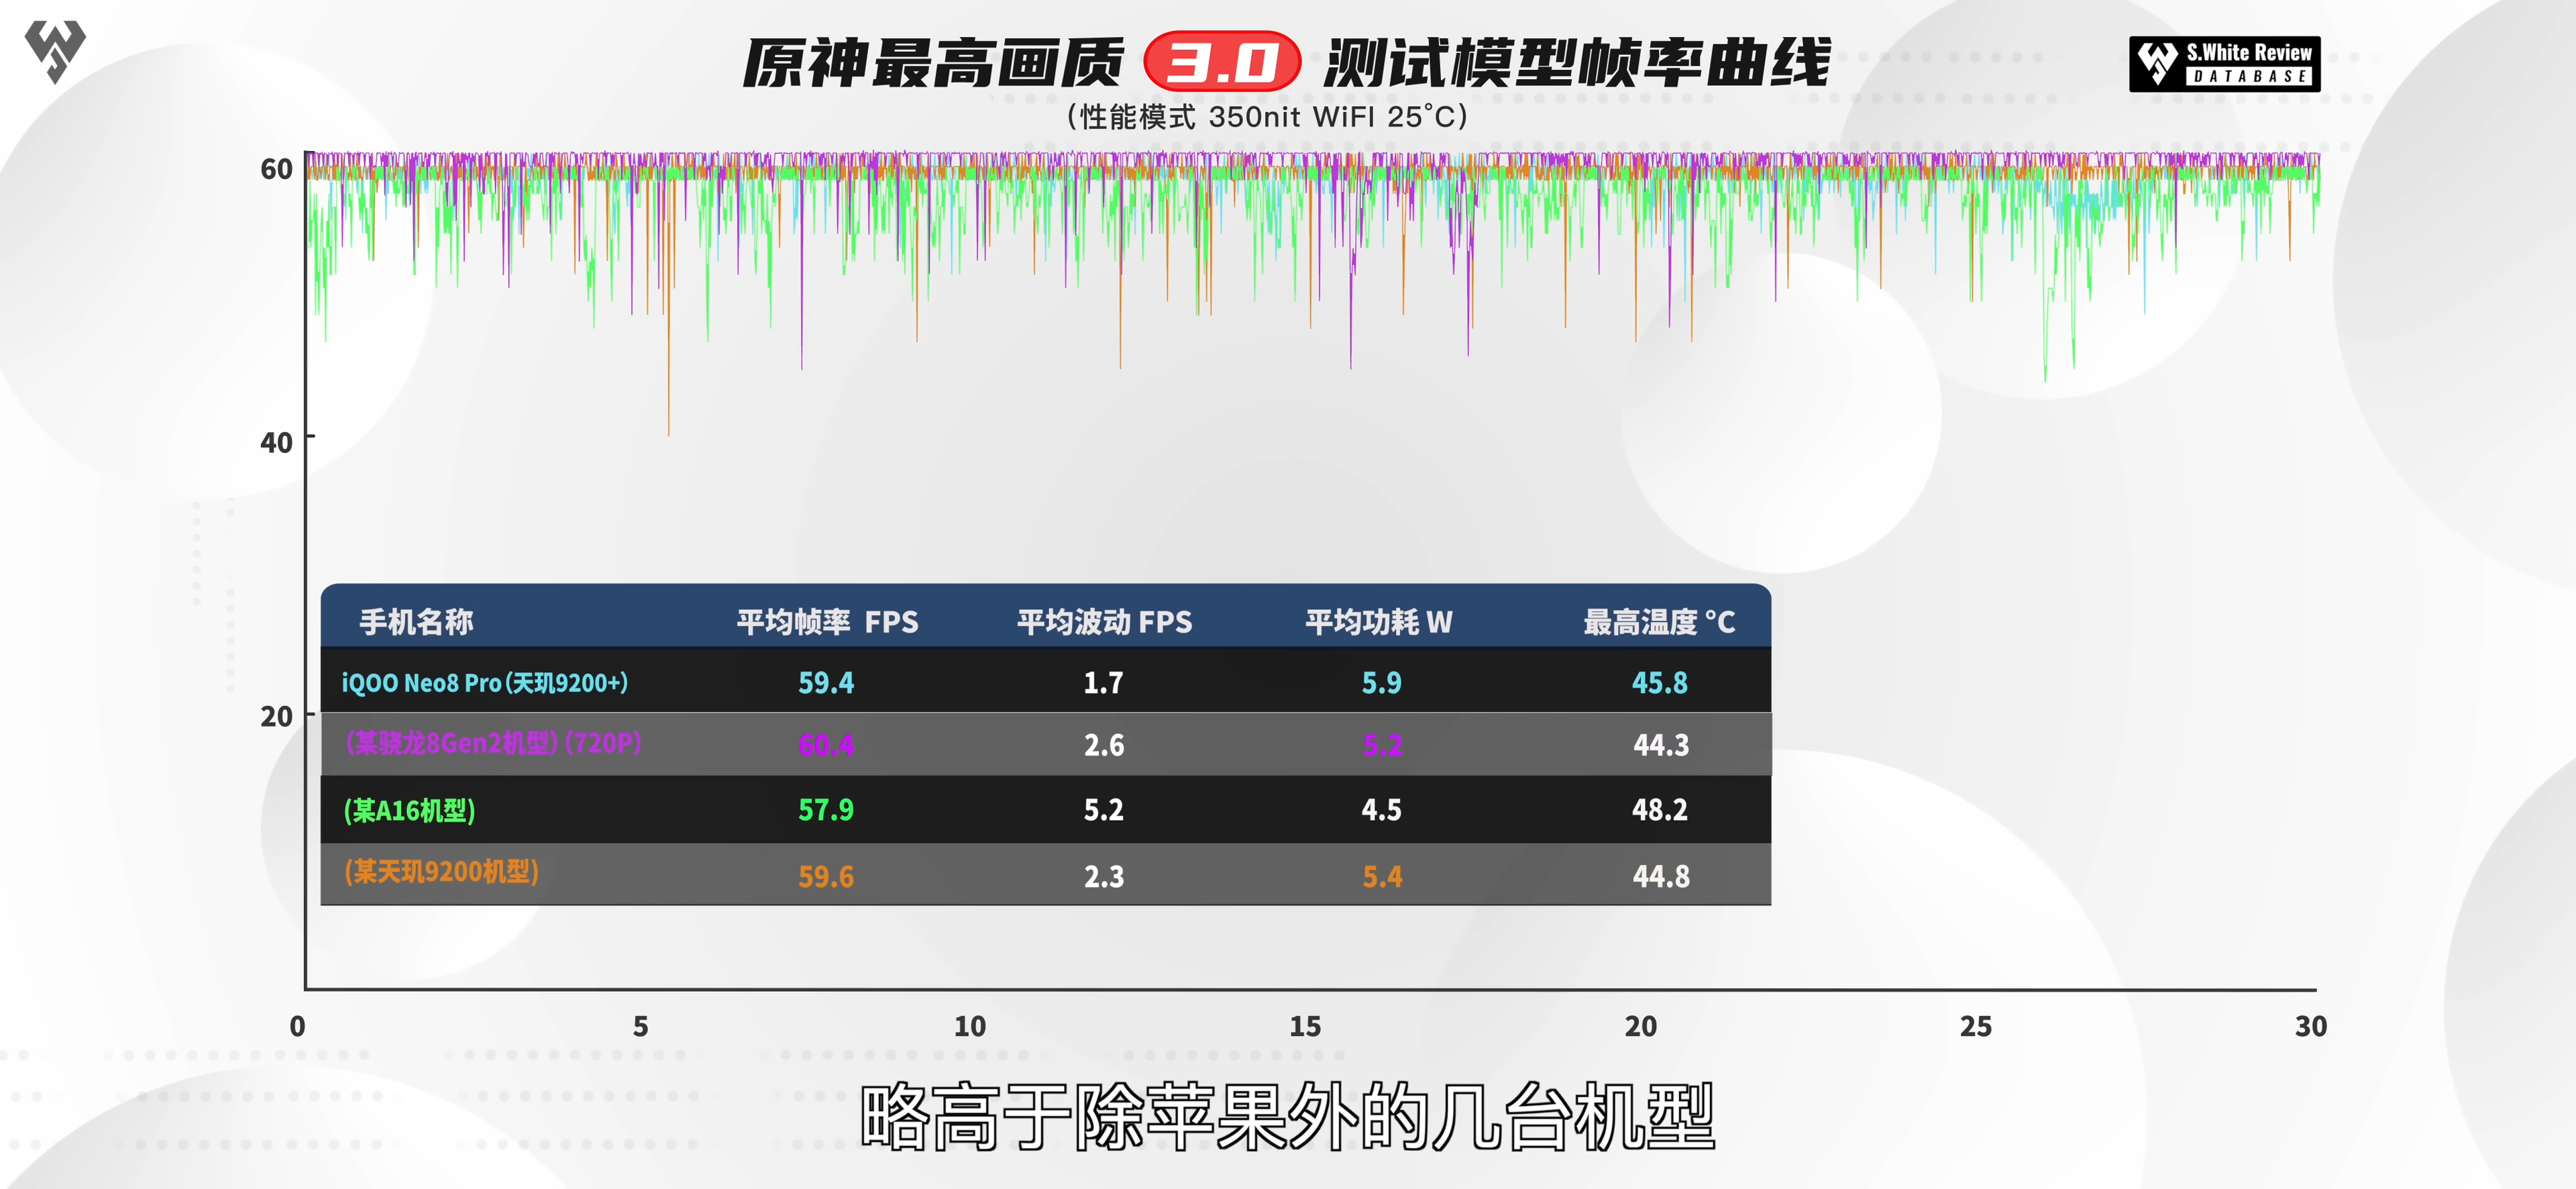 原神最高画质 3.0 测试模型帧率曲线
S.White Review
DATABASE
(性能模式 350nit WiFI 25°C)
60
40
20
手机名称 平均帧率 FPS 平均波动 FPS 平均功耗 W 最高温度 °C
iQOO Neo8 Pro(天玑9200+) 59.4 1.7 5.9 45.8
(某骁龙8Gen2机型)(720P) 60.4 2.6 5.2 44.3
(某A16机型) 57.9 5.2 4.5 48.2
(某天玑9200机型) 59.6 2.3 5.4 44.8
0 5 10 15 20 25 30
略高于除苹果外的几台机型